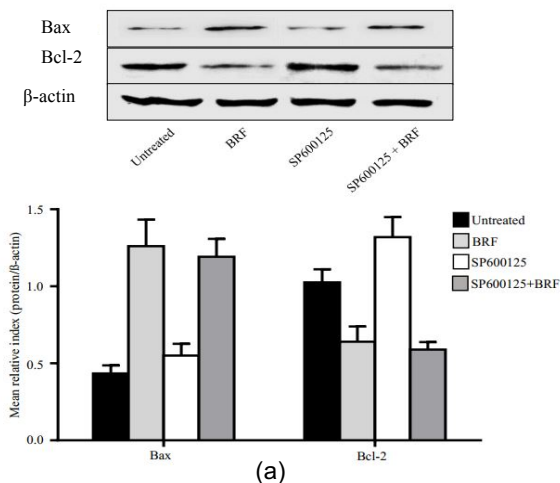 Bax
Bcl-2
β-actin
Untreated
BRF
SP600125
SP600125 + BRF
Mean relative index (protein/ß-actin)
1.5
1.0
0.5
0.0
Untreated
BRF
SP600125
SP600125+BRF
Bax
Bcl-2
(a)